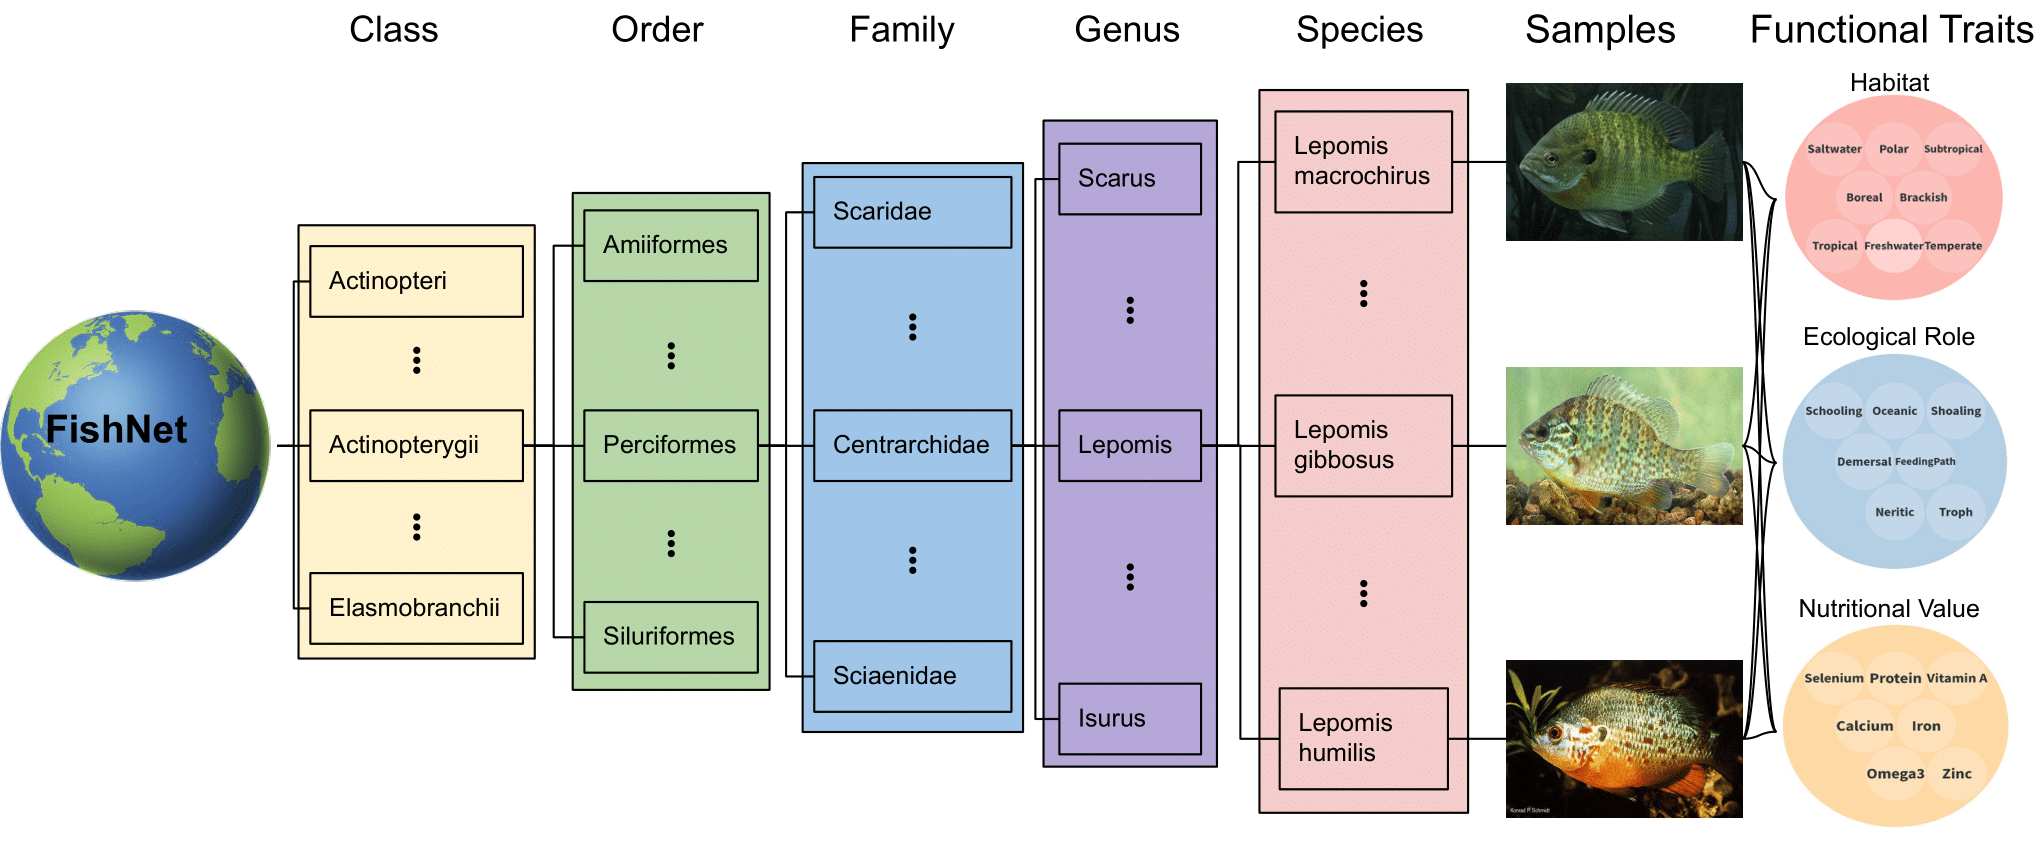 Class
Order
Family
Genus
Species
Samples
Functional Traits
FishNet
Actinopteri
Actinopterygii
Elasmobranchii
Amiiformes
Perciformes
Siluriformes
Scaridae
Centrarchidae
Sciaenidae
Scarus
Lepomis
Isurus
Lepomis
macrochirus
Lepomis
gibbosus
Lepomis
humilis
Konrad P. Schmidt
Habitat
Saltwater Polar Subtropical
Boreal Brackish
Tropical Freshwater Temperate
Ecological Role
Schooling Oceanic Shoaling
Demersal FeedingPath
Neritic Troph
Nutritional Value
Selenium Protein Vitamin A
Calcium Iron
Omega3 Zinc